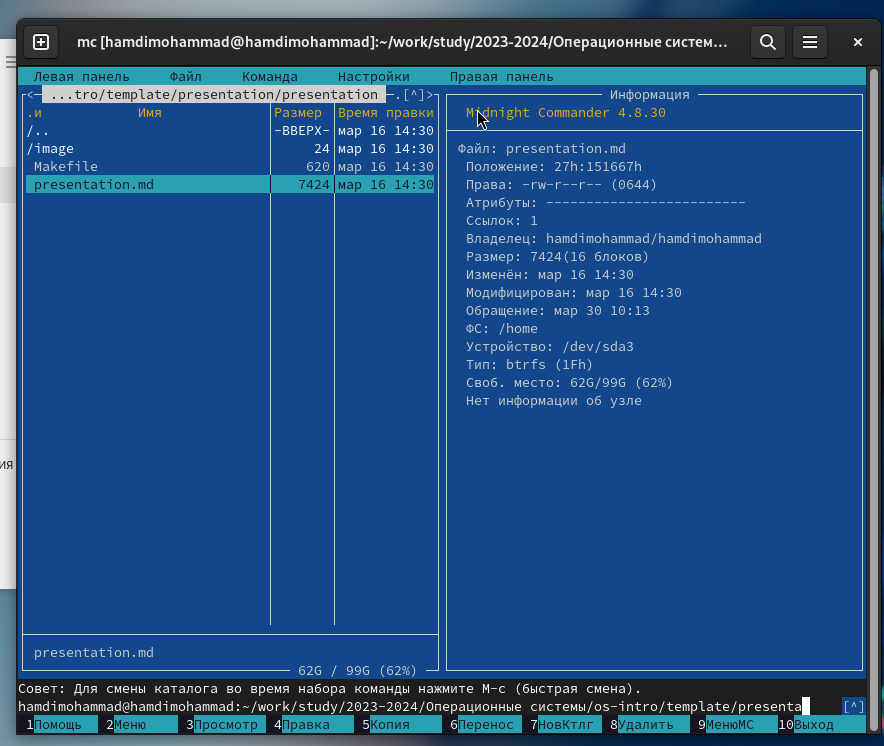 mc [hamdimohammad@hamdimohammad]:~/work/study/2023-2024/Операционные систем…
Левая панель Файл Команда Настройки Правая панель
<— ...tro/template/presentation/presentation —.[^]>
.и Имя Размер Время правки
/.. -ВВЕРХ- мар 16 14:30
/image 24 мар 16 14:30
Makefile 620 мар 16 14:30
presentation.md 7424 мар 16 14:30
presentation.md
62G / 99G (62%)
Информация
Midnight Commander 4.8.30
Файл: presentation.md
Положение: 27h:151667h
Права: -rw-r--r-- (0644)
Атрибуты: -------------------------
Ссылок: 1
Владелец: hamdimohammad/hamdimohammad
Размер: 7424(16 блоков)
Изменён: мар 16 14:30
Модифицирован: мар 16 14:30
Обращение: мар 30 10:13
ФС: /home
Устройство: /dev/sda3
Тип: btrfs (1Fh)
Своб. место: 62G/99G (62%)
Нет информации об узле
ия
Совет: Для смены каталога во время набора команды нажмите M-c (быстрая смена).
hamdimohammad@hamdimohammad:~/work/study/2023-2024/Операционные системы/os-intro/template/presenta [^]
1Помощь 2Меню 3Просмотр 4Правка 5Копия 6Перенос 7НовКтлг 8Удалить 9МенюMC 10Выход